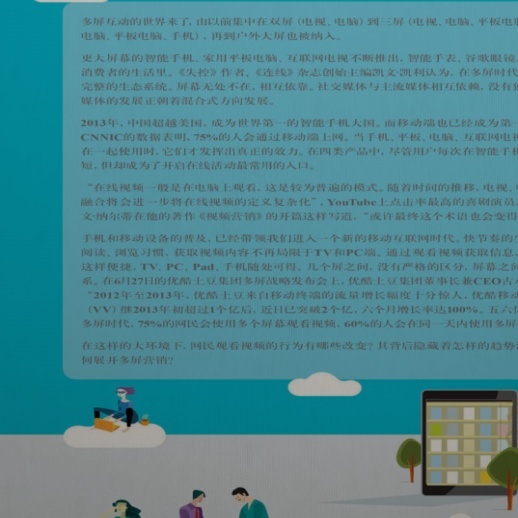 多屏互动的世界来了，由以前集中在双屏（电视、电脑）到三屏（电视、电脑、平板电脑
电脑、平板电脑、手机），再到户外大屏也被纳入。
更大屏幕的智能手机、家用平板电脑、互联网电视不断推出，智能手表、谷歌眼镜
消费者的生活里。《失控》作者、《连线》杂志创始主编凯文·凯利认为，在多屏时代
完整的生态系统，屏幕无处不在，相互依靠。社交媒体与主流媒体相互依赖，没有
媒体的发展正朝着混合式方向发展。
2013年，中国超越美国，成为世界第一的智能手机大国。而移动端也已经成为第一
CNNIC的数据表明，75%的人会通过移动端上网。当手机、平板、电脑、互联网电视
在一起使用时，它们才发挥出真正的效力。在四类产品中，尽管用户每次在智能手机
短，但却成为了开启在线活动最常用的入口。
“在线视频一般是在电脑上观看，这是较为普遍的模式。随着时间的推移，电视、
融合将会进一步将在线视频的定义复杂化”，YouTube上点击率最高的喜剧演员
文·纳尔蒂在他的著作《视频营销》的开篇这样写道，“或许最终这个术语也会变得
手机和移动设备的普及，已经带领我们进入一个新的移动互联网时代。快节奏的
阅读、浏览习惯，获取视频内容不再局限于TV和PC端。通过观看视频获取信息，
这样便捷，TV、PC、Pad、手机随处可得。几个屏之间，没有严格的区分，屏幕之间
系。在6月27日的优酷土豆集团多屏战略发布会上，优酷土豆集团董事长兼CEO古
“2012年至2013年，优酷土豆来自移动终端的流量增长幅度十分惊人，优酷移动
（VV）继2013年初超过1个亿后，近日已突破2个亿，六个月增长率达100%。五六
多屏时代，75%的网民会使用多个屏幕观看视频，60%的人会在同一天内使用多屏
在这样的大环境下，网民观看视频的行为有哪些改变？其背后隐藏着怎样的趋势
何展开多屏营销？